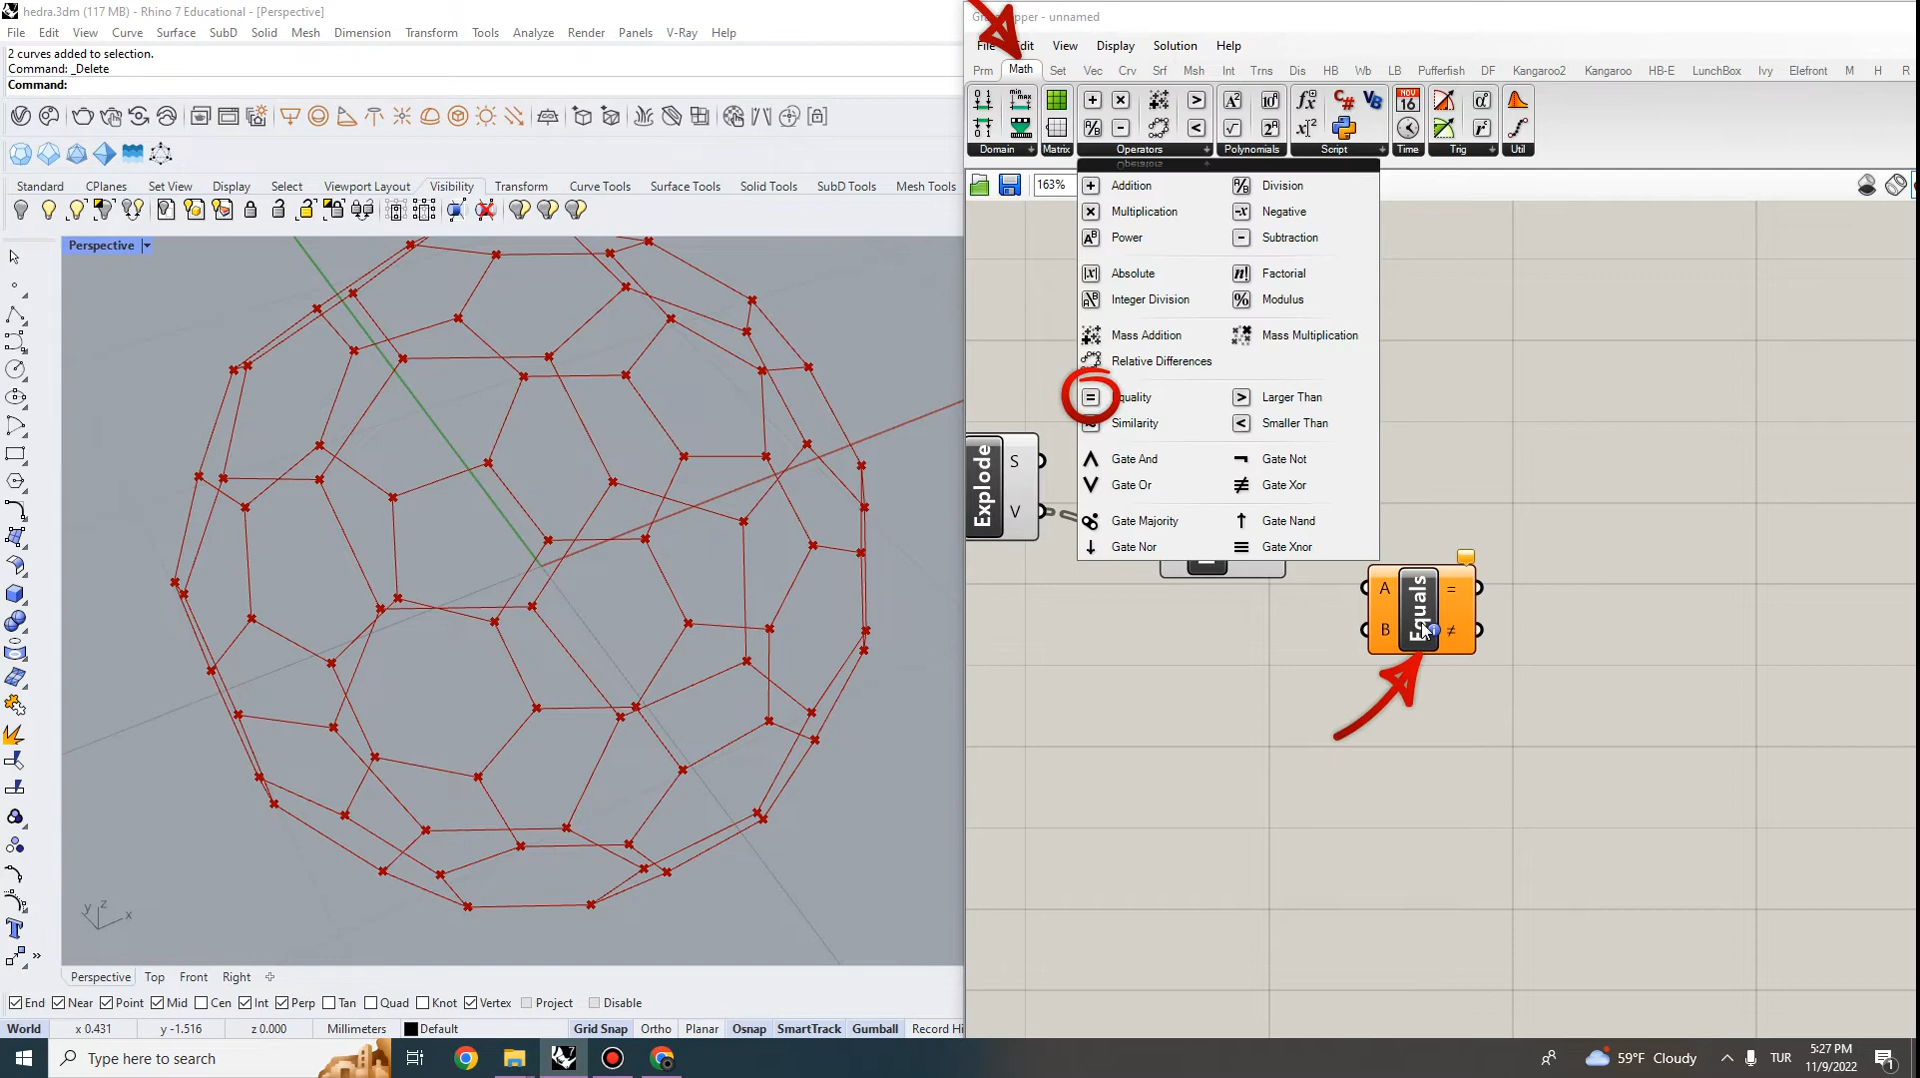 hedra.3dm (117 MB) - Rhino 7 Educational - [Perspective]
File Edit View Curve Surface SubD Solid Mesh Dimension Transform Tools Analyze Render Panels V-Ray Help
2 curves added to selection.
Command: _Delete
Command:
Standard CPlanes Set View Display Select Viewport Layout Visibility Transform Curve Tools Surface Tools Solid Tools SubD Tools Mesh Tools
Perspective
y z x
Perspective Top Front Right
End Near Point Mid Cen Int Perp Tan Quad Knot Vertex Project Disable
World x 0.431 y -1.516 z 0.000 Millimeters Default Grid Snap Ortho Planar Osnap SmartTrack Gumball Record Hi
- unnamed
File View Display Solution Help
Prm Math Set Vec Crv Srf Msh Int Trns Dis HB Wb LB Pufferfish DF Kangaroo2 Kangaroo HB-E LunchBox Ivy Elefront M H R
Domain Matrix Operators Polynomials Script Time Trig Util
163%
Operators
Addition Division
Multiplication Negative
Power Subtraction
Absolute Factorial
Integer Division Modulus
Mass Addition Mass Multiplication
Relative Differences
Larger Than
Similarity Smaller Than
Gate And Gate Not
Gate Or Gate Xor
Gate Majority Gate Nand
Gate Nor Gate Xnor
Explode S V
A B Equals = ≠
Type here to search
59°F Cloudy TUR 5:27 PM
11/9/2022